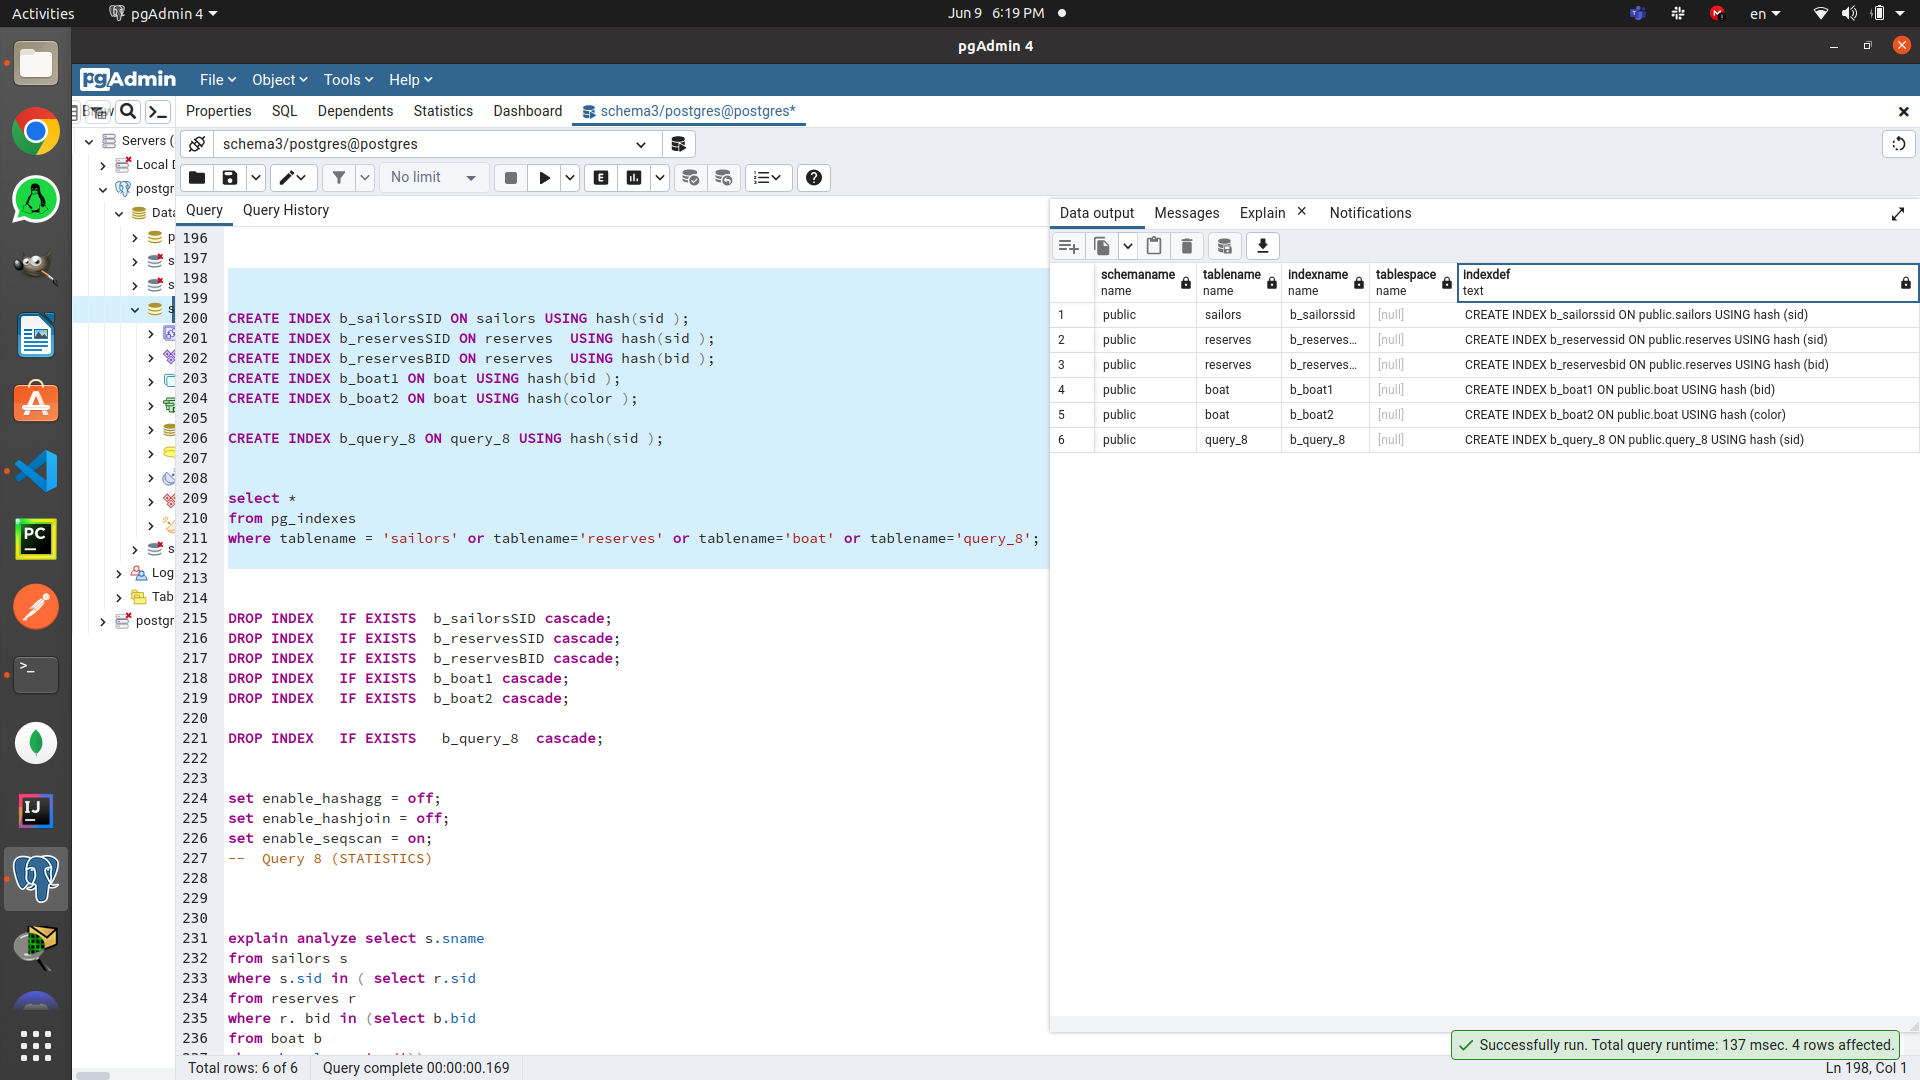 Activities
pgAdmin 4
Jun 9 6:19 PM
en
pgAdmin 4
pgAdmin
File
Object
Tools
Help
Properties
SQL
Dependents
Statistics
Dashboard
schema3/postgres@postgres*
Servers (
Local D
postgr
Data
p
s
s
s
s
Log
Tab
postgr
schema3/postgres@postgres
No limit
Query
Query History
196
197
198
199
200 CREATE INDEX b_sailorsSID ON sailors USING hash(sid );
201 CREATE INDEX b_reservesSID ON reserves  USING hash(sid );
202 CREATE INDEX b_reservesBID ON reserves  USING hash(bid );
203 CREATE INDEX b_boat1 ON boat USING hash(bid );
204 CREATE INDEX b_boat2 ON boat USING hash(color );
205
206 CREATE INDEX b_query_8 ON query_8 USING hash(sid );
207
208
209 select *
210 from pg_indexes
211 where tablename = 'sailors' or tablename='reserves' or tablename='boat' or tablename='query_8';
212
213
214
215 DROP INDEX   IF EXISTS  b_sailorsSID cascade;
216 DROP INDEX   IF EXISTS  b_reservesSID cascade;
217 DROP INDEX   IF EXISTS  b_reservesBID cascade;
218 DROP INDEX   IF EXISTS  b_boat1 cascade;
219 DROP INDEX   IF EXISTS  b_boat2 cascade;
220
221 DROP INDEX   IF EXISTS   b_query_8  cascade;
222
223
224 set enable_hashagg = off;
225 set enable_hashjoin = off;
226 set enable_seqscan = on;
227 --  Query 8 (STATISTICS)
228
229
230
231 explain analyze select s.sname
232 from sailors s
233 where s.sid in ( select r.sid
234 from reserves r
235 where r. bid in (select b.bid
236 from boat b
Data output
Messages
Explain
Notifications
schemaname name
tablename name
indexname name
tablespace name
indexdef text
1 public sailors b_sailorssid [null] CREATE INDEX b_sailorssid ON public.sailors USING hash (sid)
2 public reserves b_reserves... [null] CREATE INDEX b_reservessid ON public.reserves USING hash (sid)
3 public reserves b_reserves... [null] CREATE INDEX b_reservesbid ON public.reserves USING hash (bid)
4 public boat b_boat1 [null] CREATE INDEX b_boat1 ON public.boat USING hash (bid)
5 public boat b_boat2 [null] CREATE INDEX b_boat2 ON public.boat USING hash (color)
6 public query_8 b_query_8 [null] CREATE INDEX b_query_8 ON public.query_8 USING hash (sid)
Successfully run. Total query runtime: 137 msec. 4 rows affected.
Total rows: 6 of 6
Query complete 00:00:00.169
Ln 198, Col 1